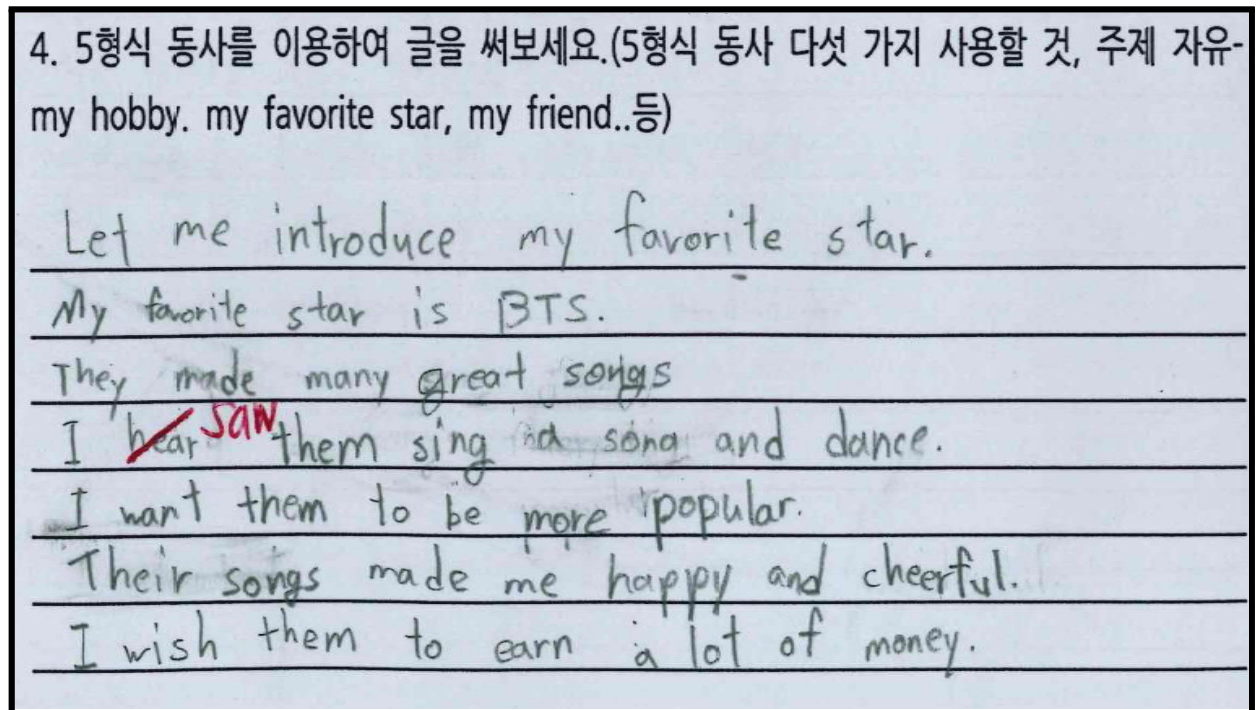 4. 5형식 동사를 이용하여 글을 써보세요.(5형식 동사 다섯 가지 사용할 것, 주제 자유-
my hobby. my favorite star, my friend..등)
Let me introduce my favorite star.
My favorite star is BTS.
They made many great songs
I hear saw them sing a song and dance.
I want them to be more popular.
Their songs made me happy and cheerful.
I wish them to earn a lot of money.